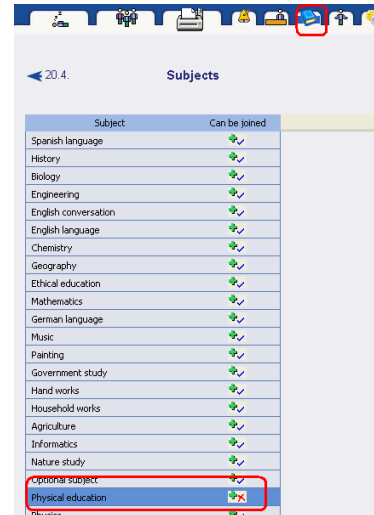 20.4. Subjects
Subject Can be joined
Spanish language
History
Biology
Engineering
English conversation
English language
Chemistry
Geography
Ethical education
Mathematics
German language
Music
Painting
Government study
Hand works
Household works
Agriculture
Informatics
Nature study
Optional subject
Physical education
Physics